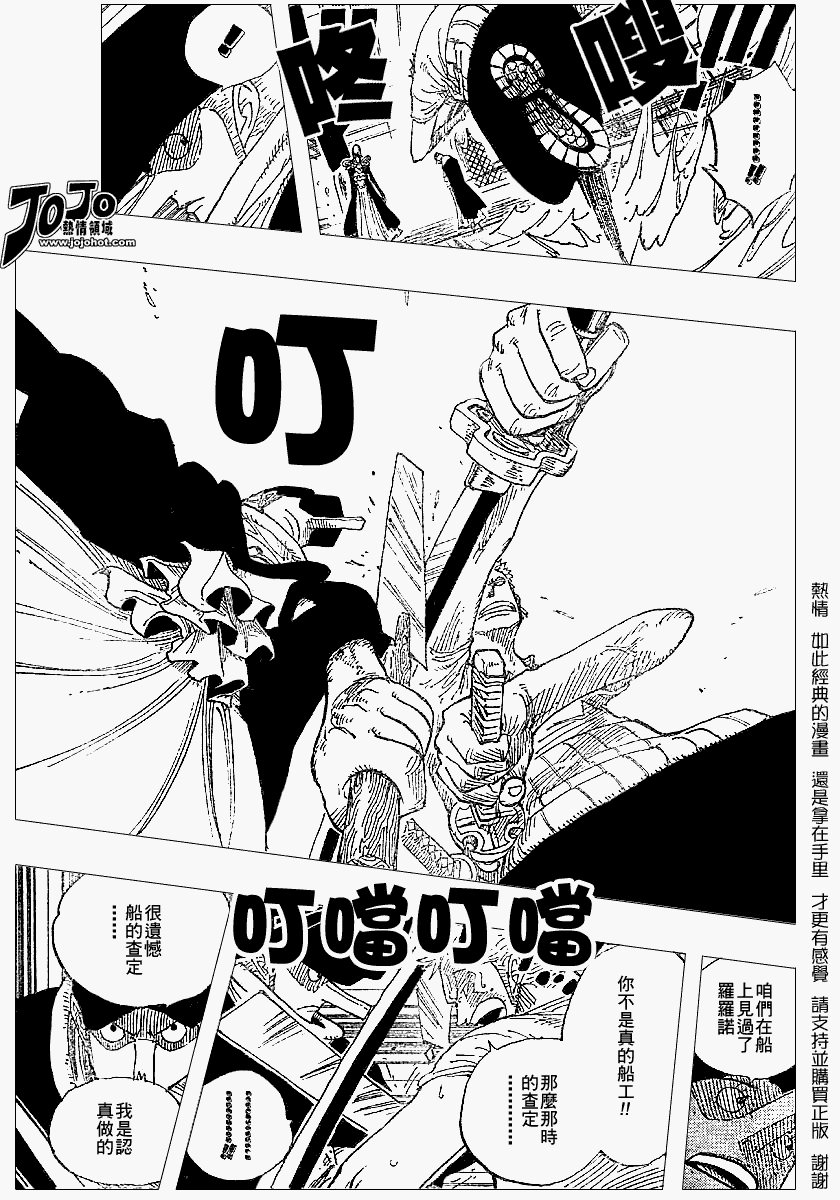 ‥‥‥‥!!
嗖
咚
!!
JOJO
熱情領域
www.jojohot.com
叮
咱們在船
上見過了
羅羅諾
你不是真的船工!!
那麼那時
的查定
…………
叮噹叮噹
‥‥‥‥!!
很遺憾
船的查定
……
我是認
真做的
熱情 如此經典的漫畫 還是拿在手里 才更有感覺 請支持並購買正版 謝謝